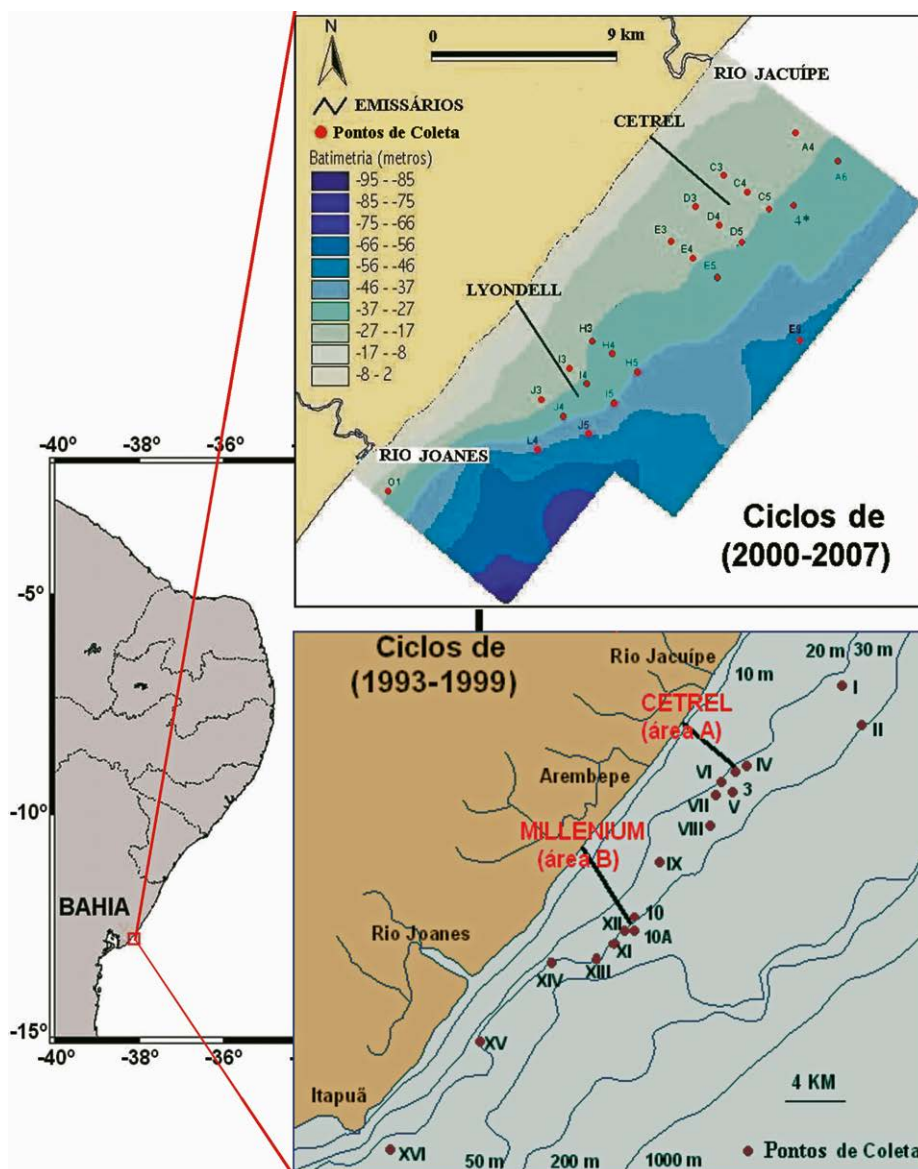 N
0 9 km
RIO JACUÍPE
EMISSÁRIOS
CETREL
Pontos de Coleta
Batimetria (metros)
-95 - -85
-85 - -75
-75 - -66
-66 - -56
-56 - -46
-46 - -37
-37 - -27
-27 - -17
-17 - -8
-8 - 2
A4
A6
C3
C4
C5
4*
D3
D4
D5
E3
E4
E5
LYONDELL
H3
H4
H5
I3
I4
I5
J3
J4
J5
L4
RIO JOANES
O1
Ciclos de
(2000-2007)
-40° -38° -36°
-5°
-10°
-15°
BAHIA
-40° -38° -36°
Ciclos de
(1993-1999)
Rio Jacuípe
10 m
20 m
30 m
I
II
CETREL
(área A)
IV
VI
3
VII
V
VIII
Arembepe
MILLENIUM
(área B)
IX
10
XII
10A
XI
XIII
XIV
Rio Joanes
XV
Itapuã
4 KM
XVI
50 m
200 m
1000 m
Pontos de Coleta